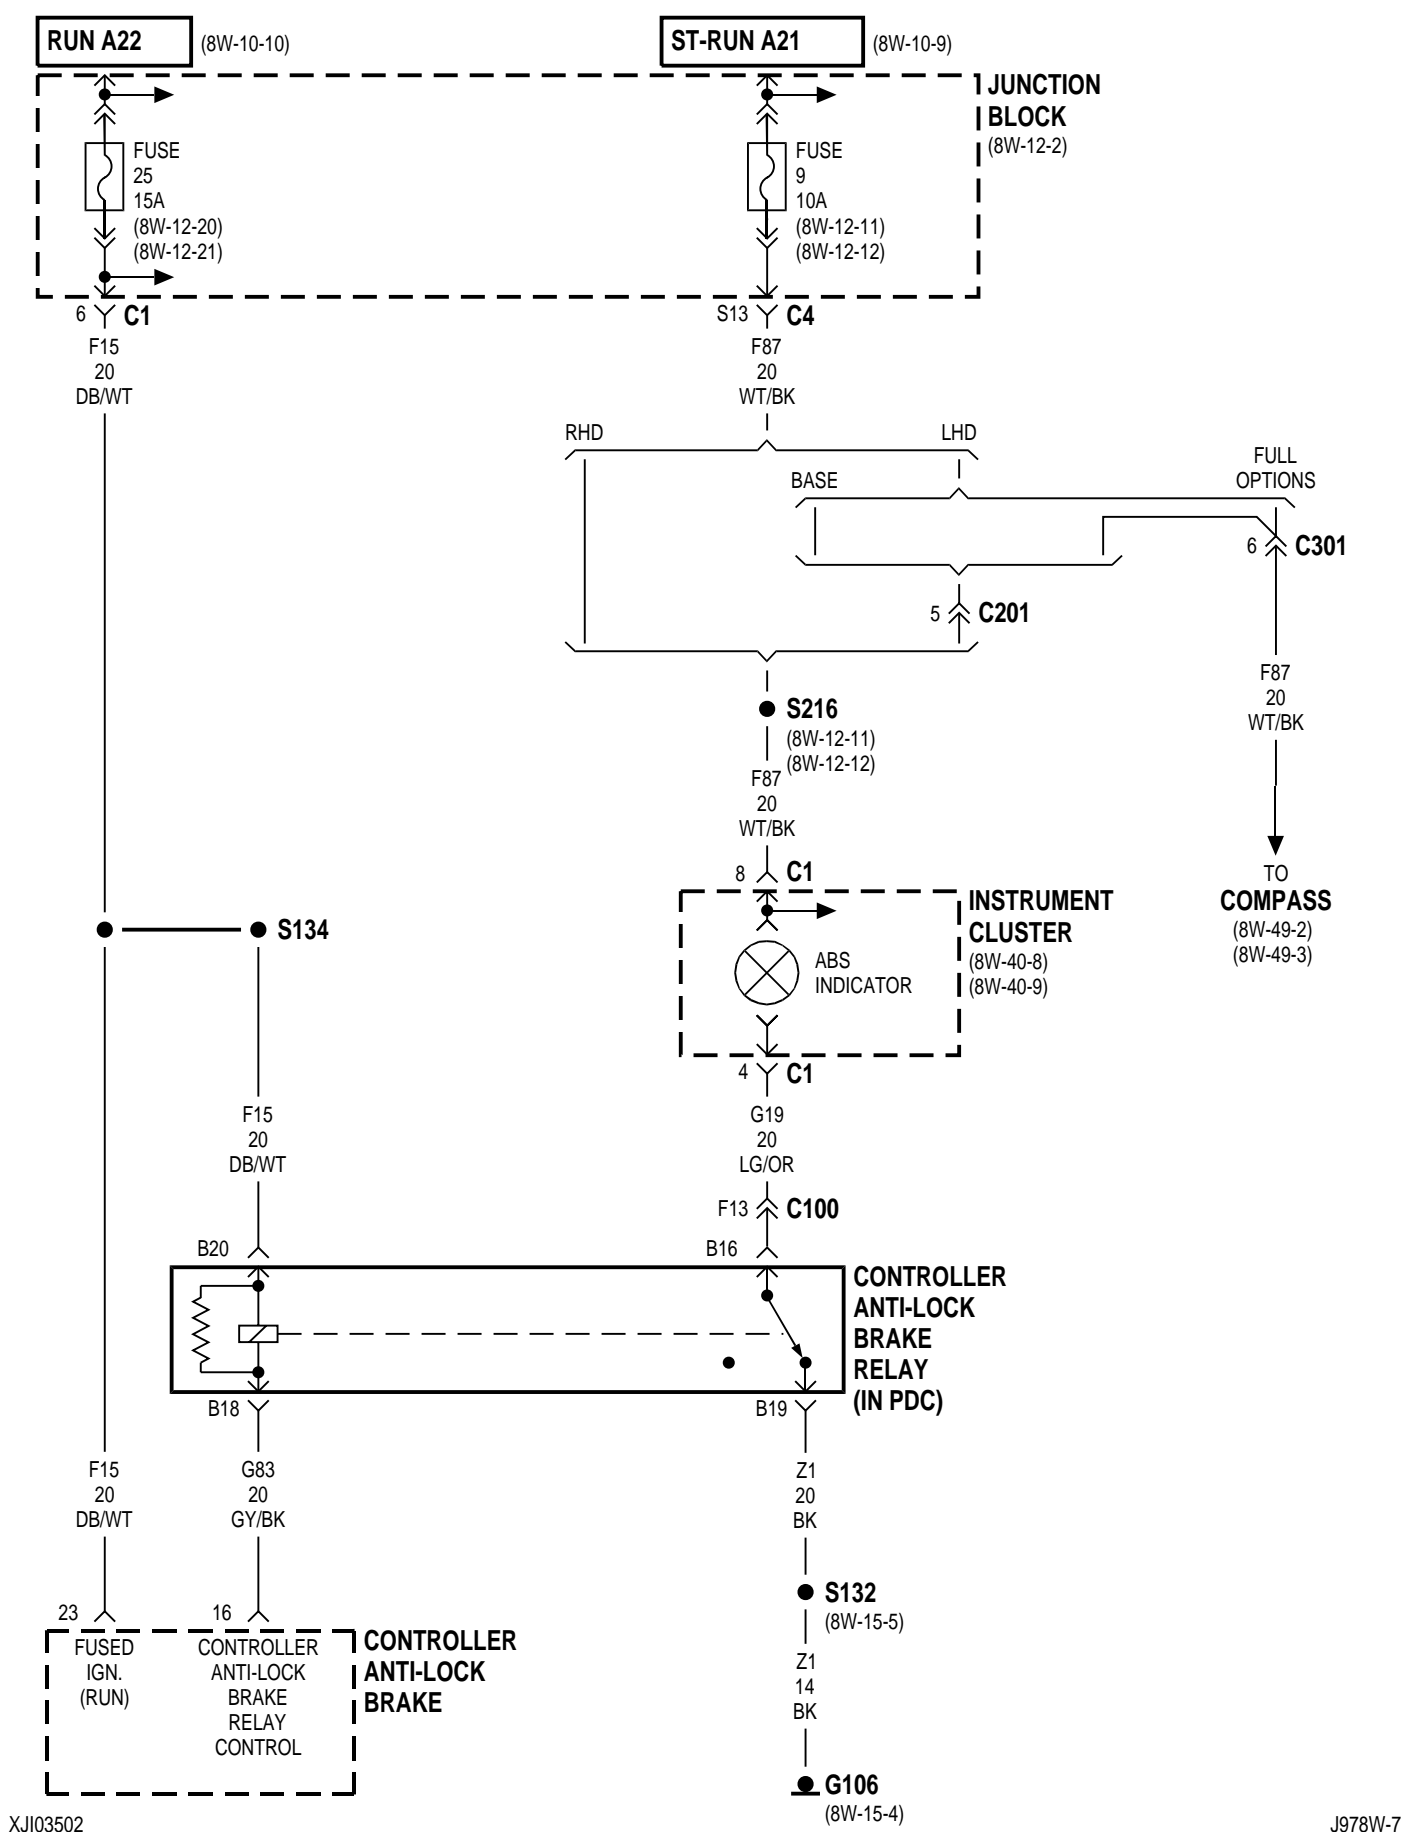 RUN A22
(8W-10-10)
ST-RUN A21
(8W-10-9)
JUNCTION
BLOCK
(8W-12-2)
FUSE
25
15A
(8W-12-20)
(8W-12-21)
FUSE
9
10A
(8W-12-11)
(8W-12-12)
6
C1
S13
C4
F15
20
DB/WT
F87
20
WT/BK
RHD
LHD
BASE
FULL
OPTIONS
6
C301
5
C201
F87
20
WT/BK
S216
(8W-12-11)
(8W-12-12)
F87
20
WT/BK
8
C1
TO
COMPASS
(8W-49-2)
(8W-49-3)
INSTRUMENT
CLUSTER
(8W-40-8)
(8W-40-9)
S134
ABS
INDICATOR
4
C1
F15
20
DB/WT
G19
20
LG/OR
F13
C100
B20
B16
CONTROLLER
ANTI-LOCK
BRAKE
RELAY
(IN PDC)
B18
B19
F15
20
DB/WT
G83
20
GY/BK
Z1
20
BK
S132
(8W-15-5)
23
16
FUSED
IGN.
(RUN)
CONTROLLER
ANTI-LOCK
BRAKE
RELAY
CONTROL
CONTROLLER
ANTI-LOCK
BRAKE
Z1
14
BK
G106
(8W-15-4)
XJI03502
J978W-7